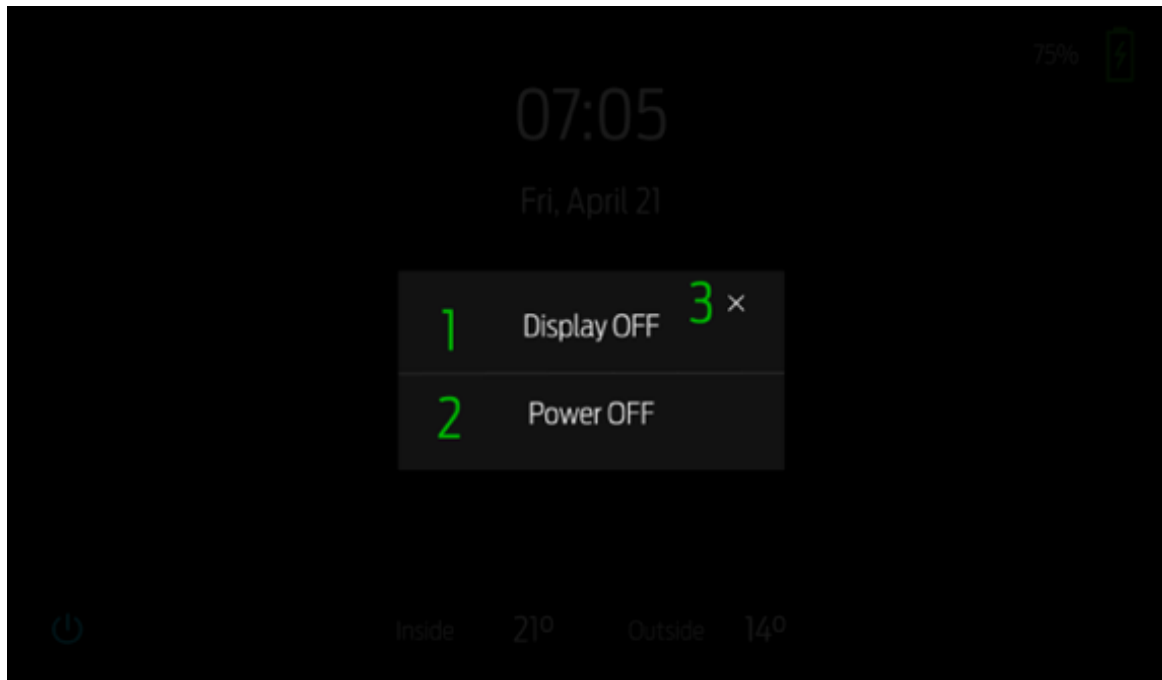 75%
07:05
Fri, April 21
3 ×
1 Display OFF
2 Power OFF
Inside 21° Outside 14°